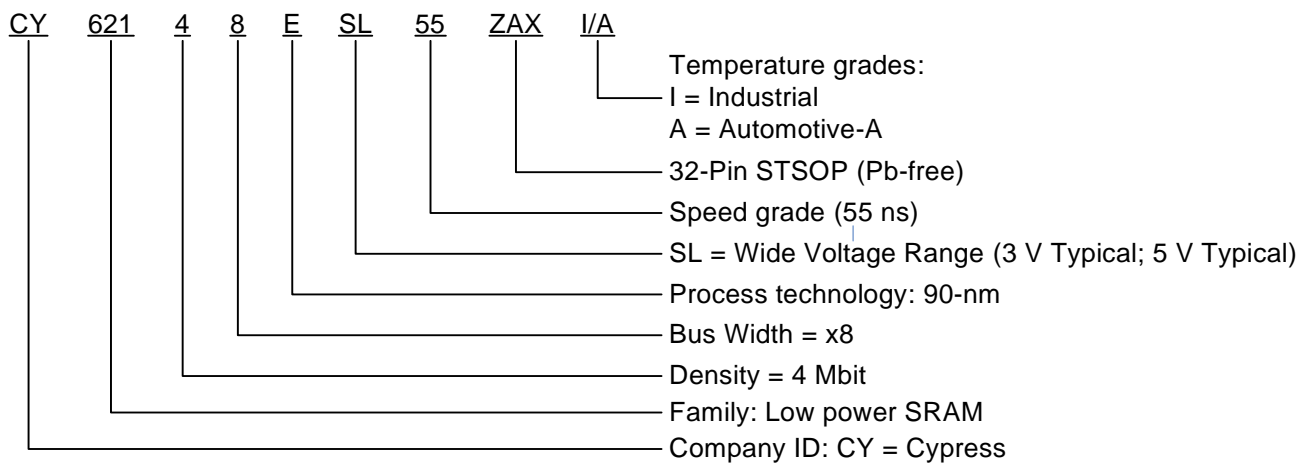 CY 621 4 8 E SL 55 ZAX I/A
Temperature grades:
I = Industrial
A = Automotive-A
32-Pin STSOP (Pb-free)
Speed grade (55 ns)
SL = Wide Voltage Range (3 V Typical; 5 V Typical)
Process technology: 90-nm
Bus Width = x8
Density = 4 Mbit
Family: Low power SRAM
Company ID: CY = Cypress